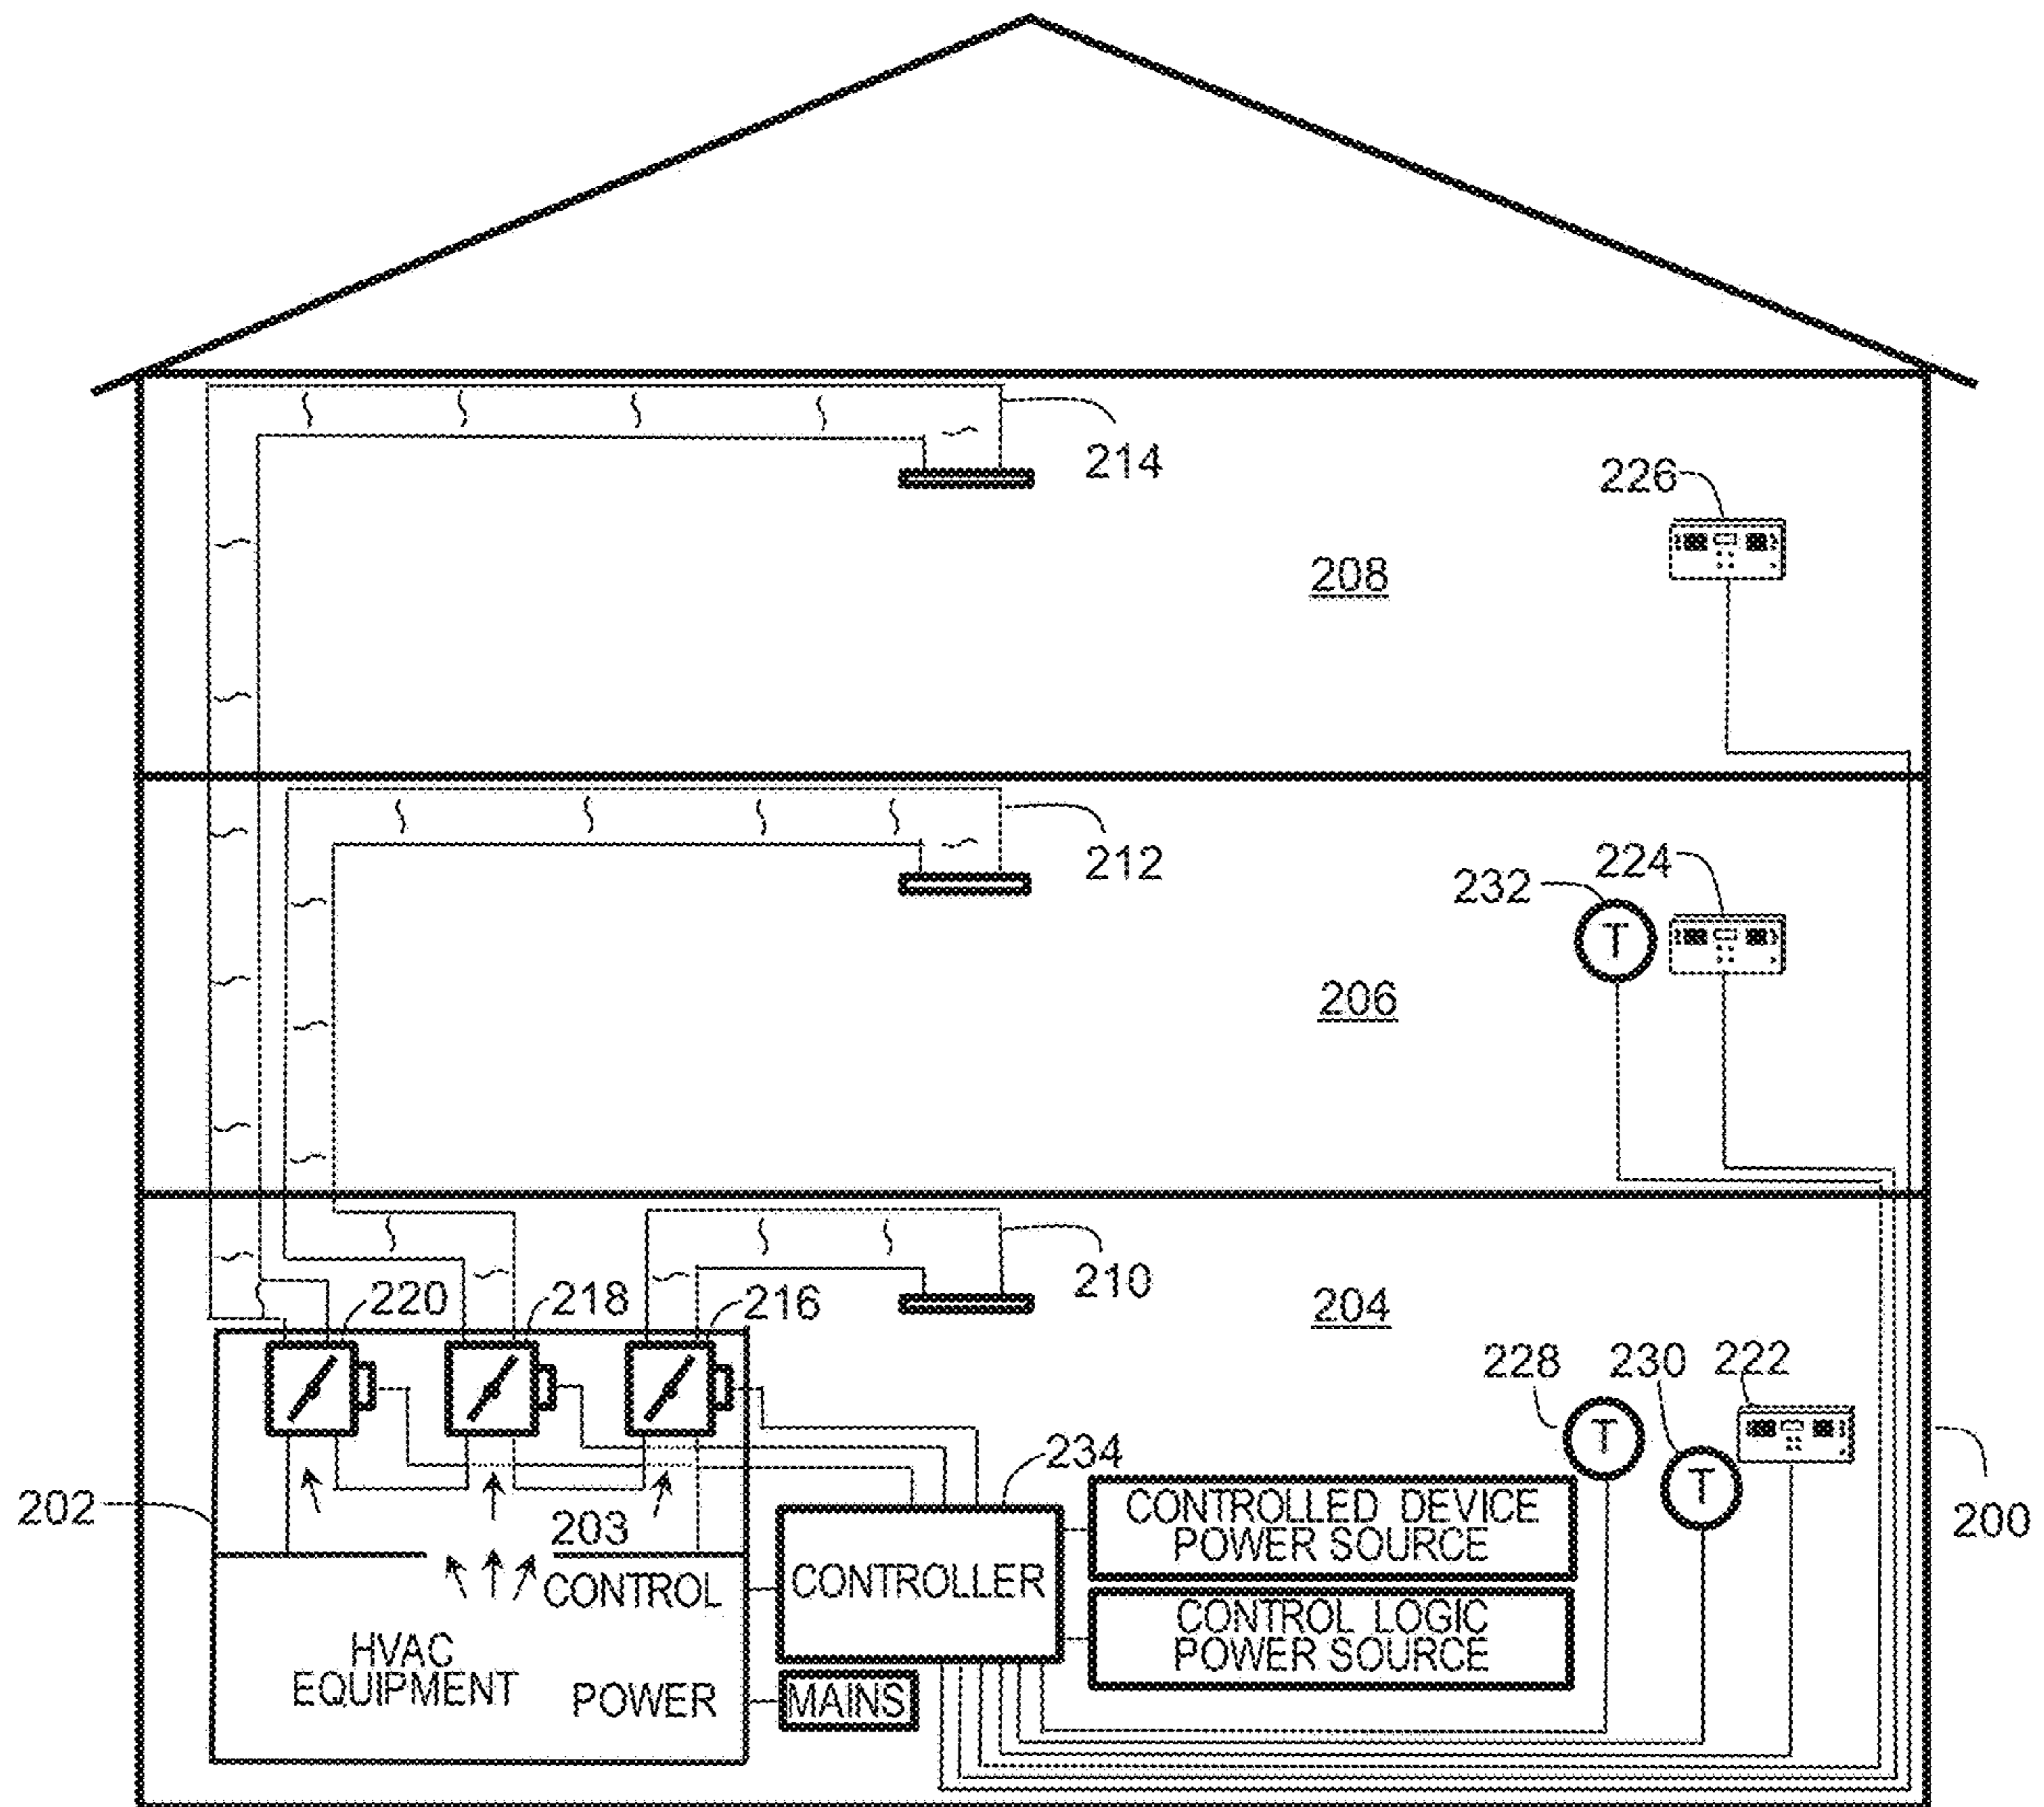 214
226
208
212
224
232
206
210
220
218
216
204
228
230
222
234
202
203
CONTROLLED DEVICE
POWER SOURCE
200
CONTROL
CONTROLLER
CONTROL LOGIC
POWER SOURCE
HVAC
EQUIPMENT
POWER
MAINS
T
T
T